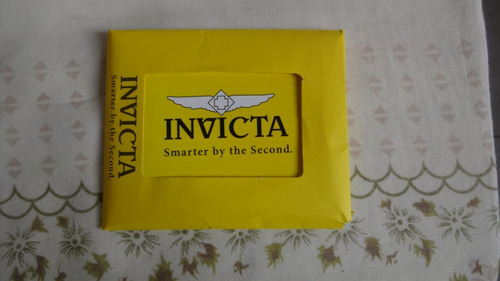 INVICTA
Smarter by the Second.
INVICTA
Smarter by the Second.